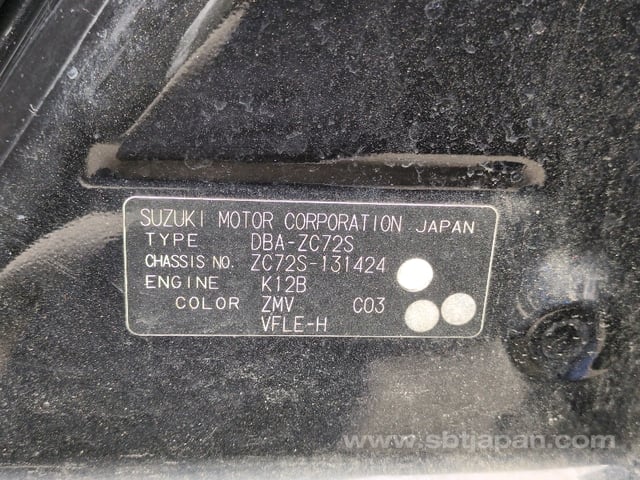 SUZUKI MOTOR CORPORATION JAPAN
TYPE DBA-ZC72S
CHASSIS NO. ZC72S-131424
ENGINE K12B
COLOR ZMV C03
VFLE-H
www.sbtjapan.com